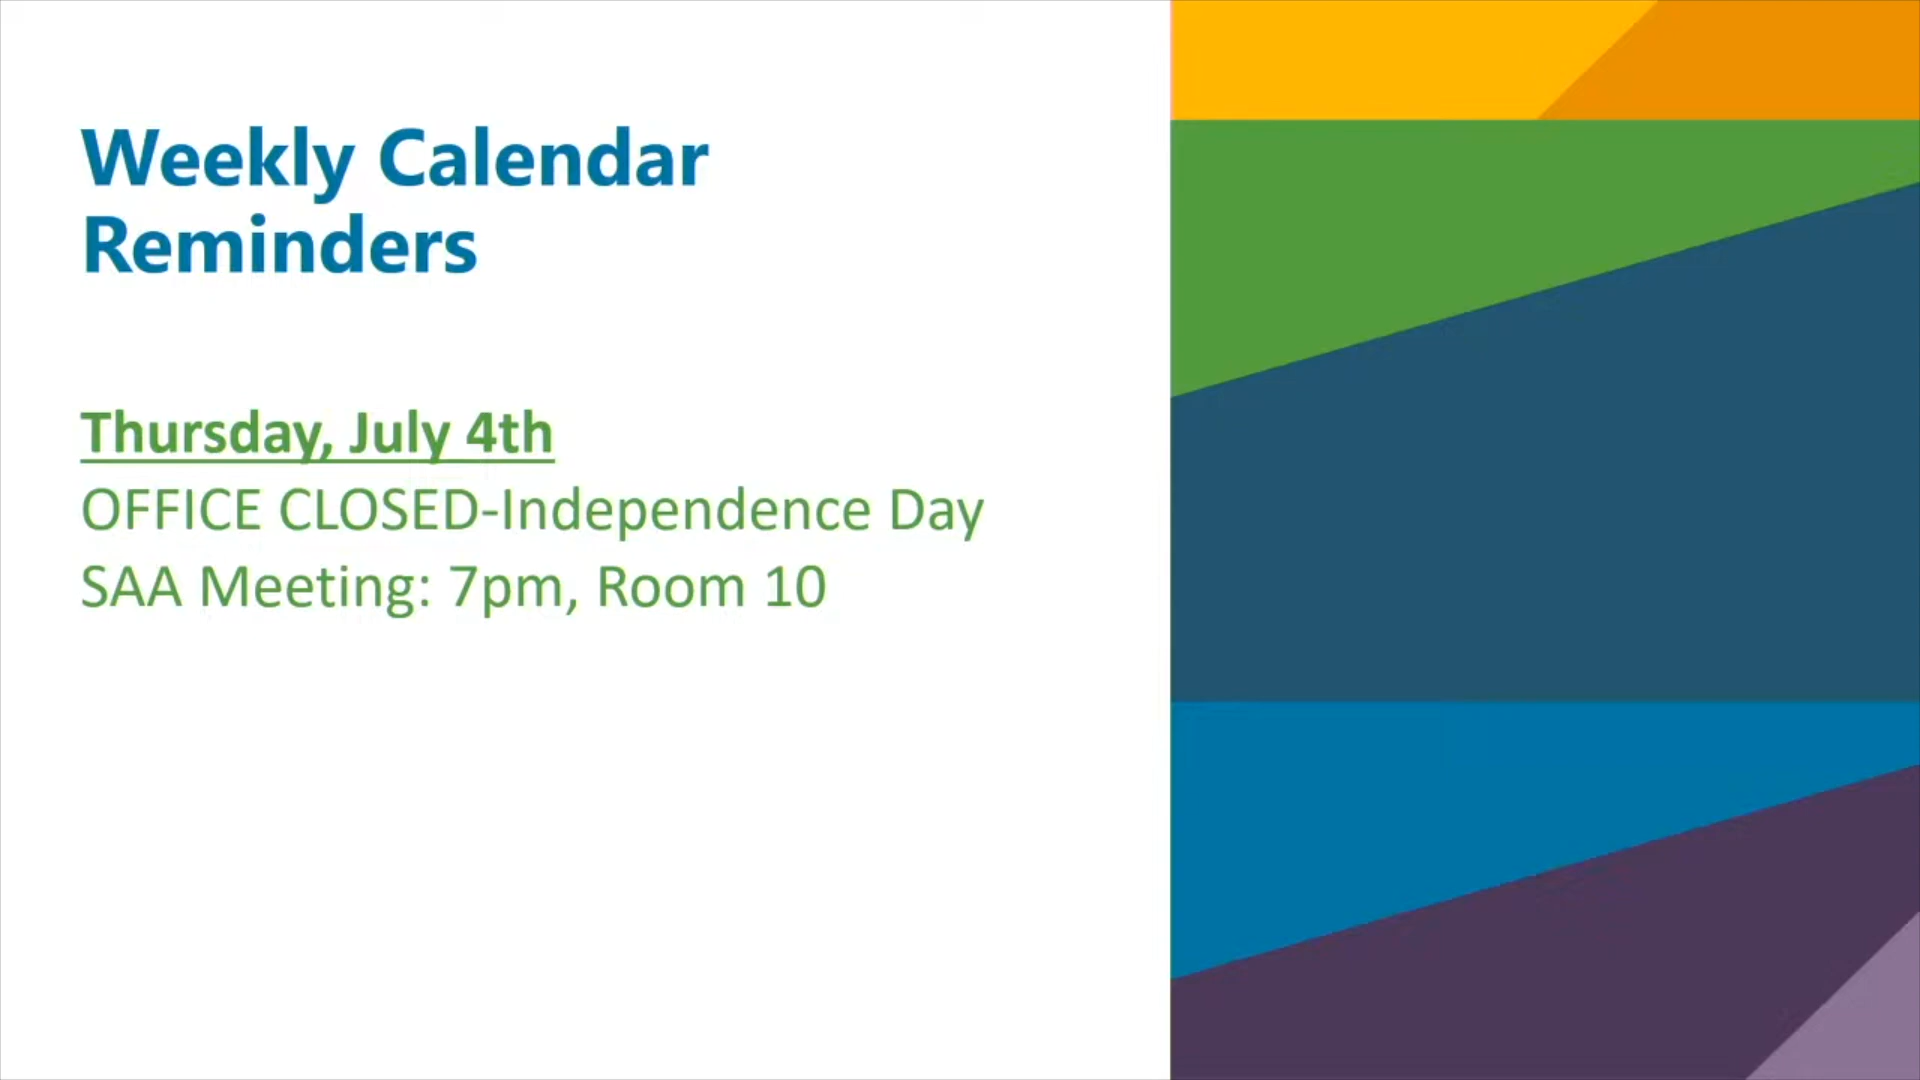 Weekly Calendar
Reminders
Thursday, July 4th
OFFICE CLOSED-Independence Day
SAA Meeting: 7pm, Room 10